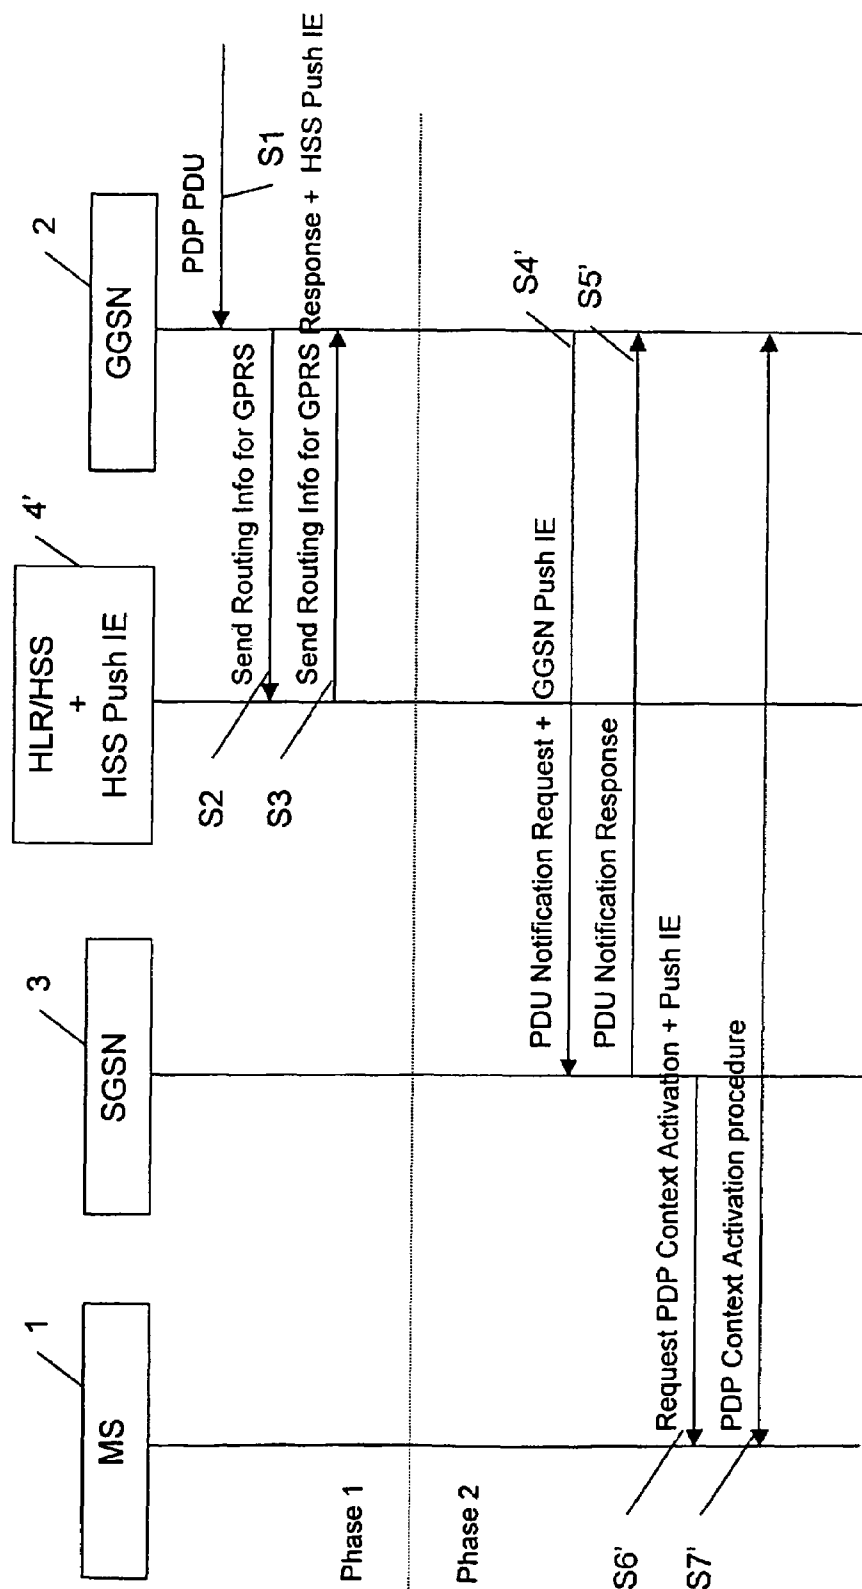 MS
1
SGSN
3
HLR/HSS
+
HSS Push IE
4'
GGSN
2
PDP PDU
S1
Send Routing Info for GPRS
S2
Send Routing Info for GPRS Response + HSS Push IE
S3
Phase 1
Phase 2
PDU Notification Request + GGSN Push IE
S4'
PDU Notification Response
S5'
Request PDP Context Activation + Push IE
S6'
PDP Context Activation procedure
S7'